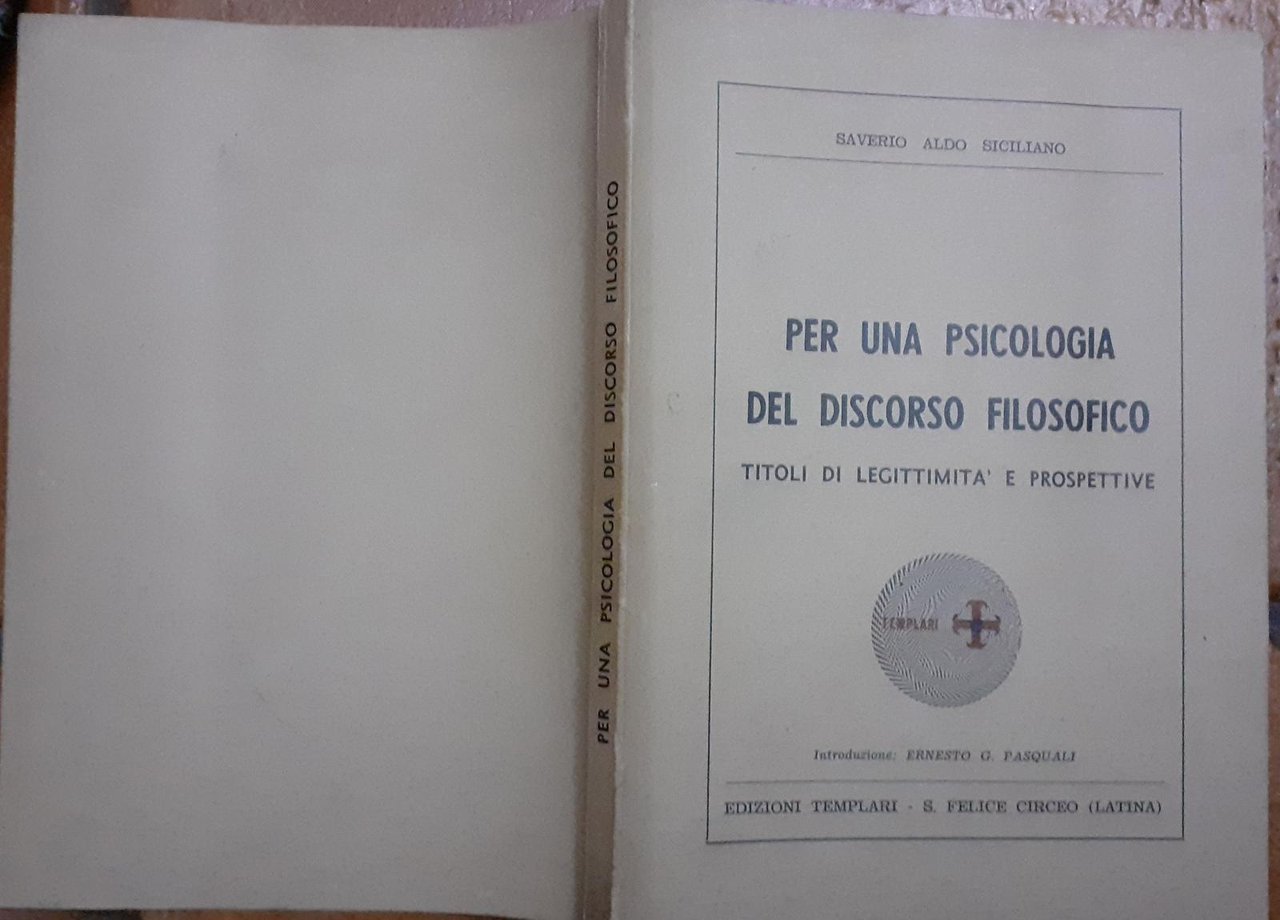 PER UNA PSICOLOGIA DEL DISCORSO FILOSOFICO
SAVERIO ALDO SICILIANO
PER UNA PSICOLOGIA
DEL DISCORSO FILOSOFICO
TITOLI DI LEGITTIMITA' E PROSPETTIVE
TEMPLARI
Introduzione: ERNESTO G. PASQUALI
EDIZIONI TEMPLARI - S. FELICE CIRCEO (LATINA)